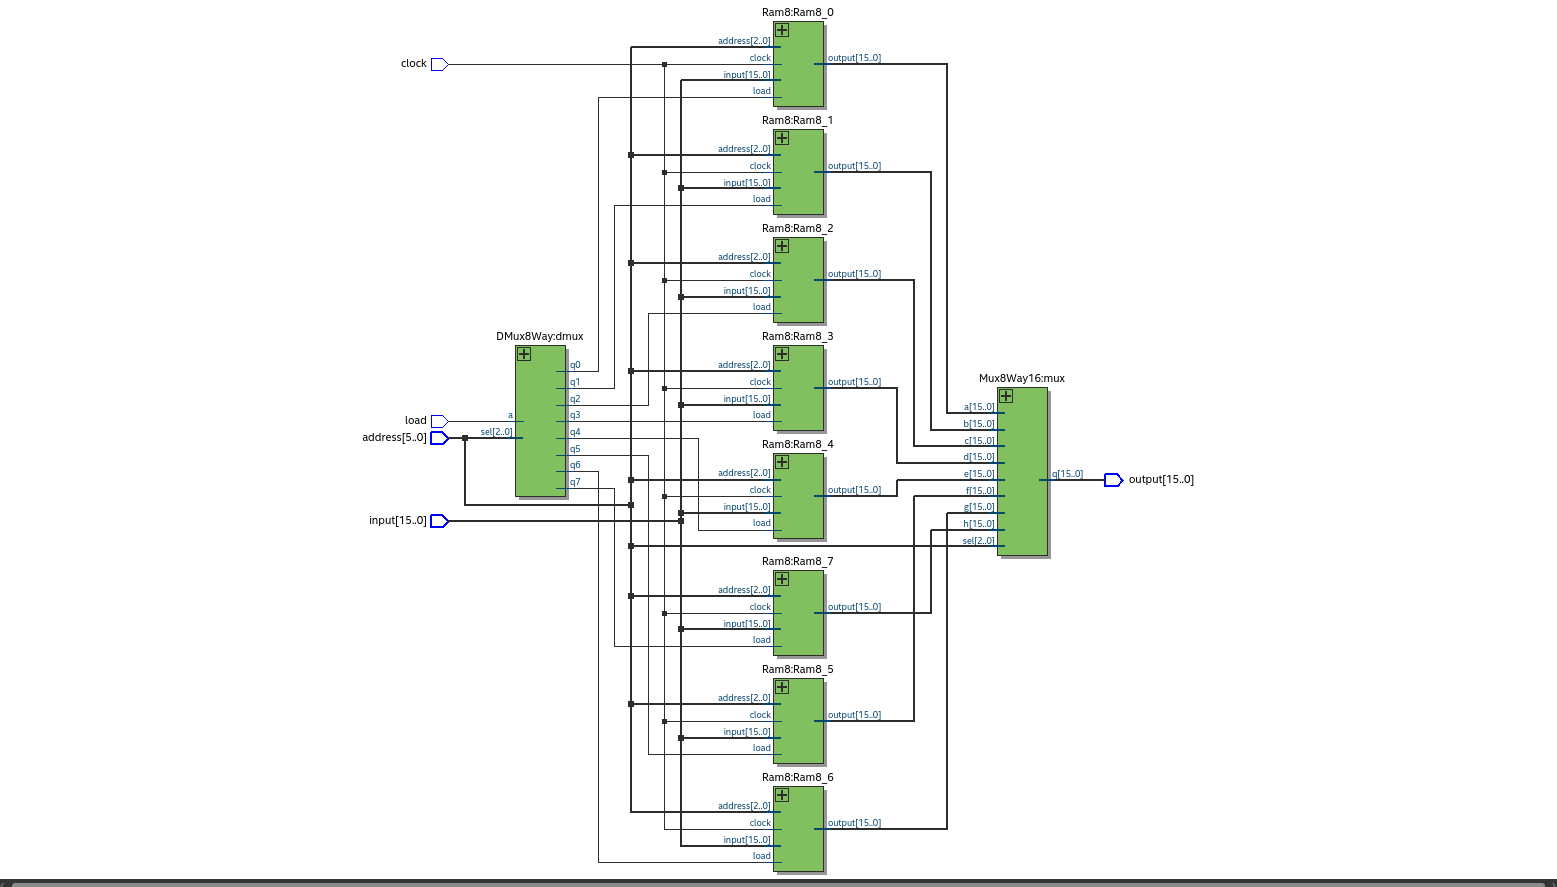 Ram8:Ram8_0
address[2..0]
clock
input[15..0]
load
output[15..0]
clock
Ram8:Ram8_1
address[2..0]
clock
input[15..0]
load
output[15..0]
Ram8:Ram8_2
address[2..0]
clock
input[15..0]
load
output[15..0]
DMux8Way:dmux
q0
q1
q2
q3
q4
q5
q6
q7
a
sel[2..0]
load
address[5..0]
input[15..0]
Ram8:Ram8_3
address[2..0]
clock
input[15..0]
load
output[15..0]
Ram8:Ram8_4
address[2..0]
clock
input[15..0]
load
output[15..0]
Mux8Way16:mux
a[15..0]
b[15..0]
c[15..0]
d[15..0]
e[15..0]
f[15..0]
g[15..0]
h[15..0]
sel[2..0]
q[15..0]
output[15..0]
Ram8:Ram8_7
address[2..0]
clock
input[15..0]
load
output[15..0]
Ram8:Ram8_5
address[2..0]
clock
input[15..0]
load
output[15..0]
Ram8:Ram8_6
address[2..0]
clock
input[15..0]
load
output[15..0]